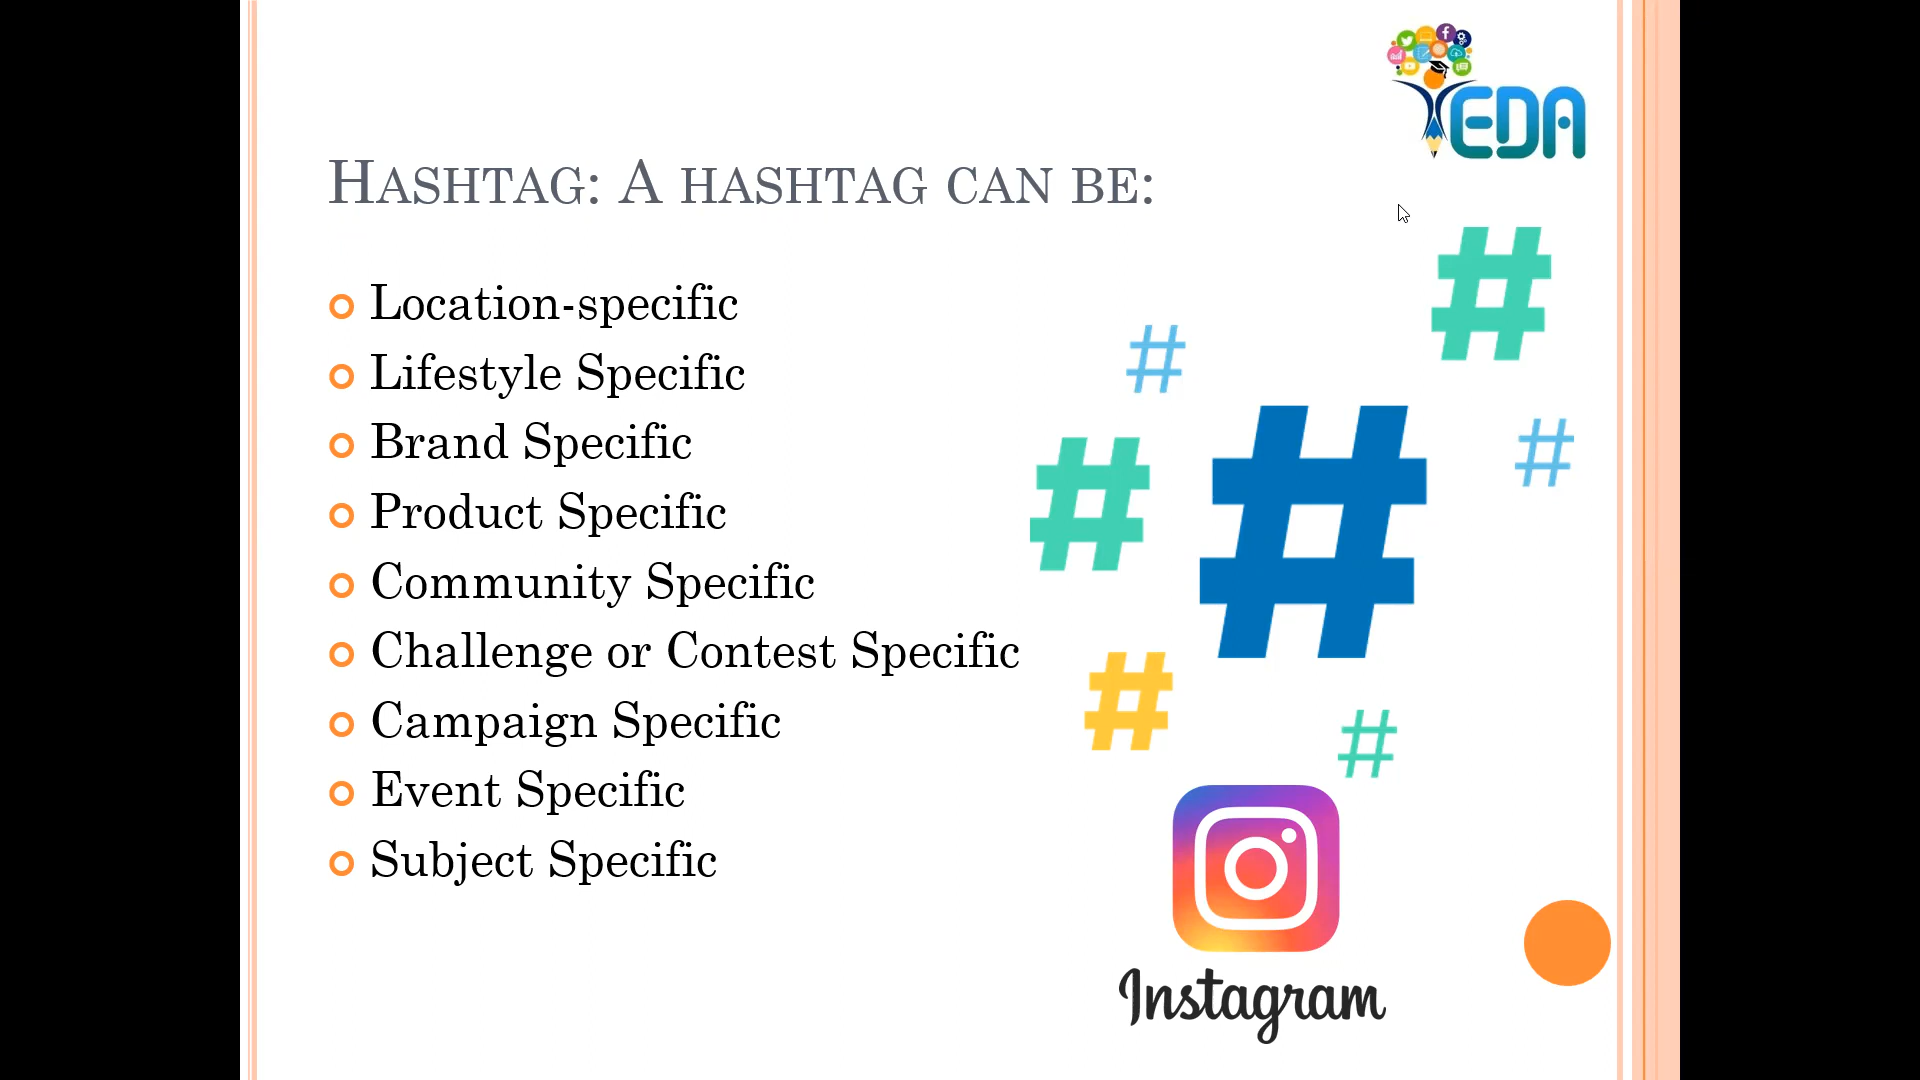 EDA
Hashtag: A hashtag can be:
Location-specific
Lifestyle Specific
Brand Specific
Product Specific
Community Specific
Challenge or Contest Specific
Campaign Specific
Event Specific
Subject Specific
#
#
#
#
#
#
#
Instagram